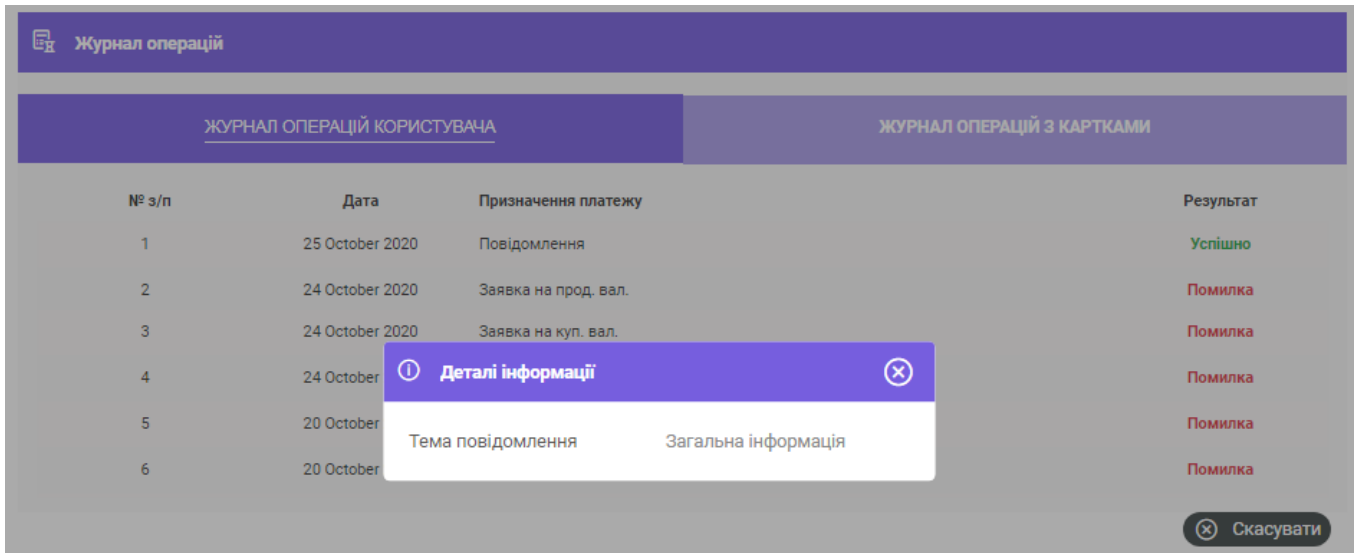 Журнал операцій
ЖУРНАЛ ОПЕРАЦІЙ КОРИСТУВАЧА ЖУРНАЛ ОПЕРАЦІЙ З КАРТКАМИ
№ з/п Дата Призначення платежу Результат
1 25 October 2020 Повідомлення Успішно
2 24 October 2020 Заявка на прод. вал. Помилка
3 24 October 2020 Заявка на куп. вал. Помилка
4 24 October Помилка
5 20 October Помилка
6 20 October Помилка
Деталі інформації
Тема повідомлення Загальна інформація
Скасувати